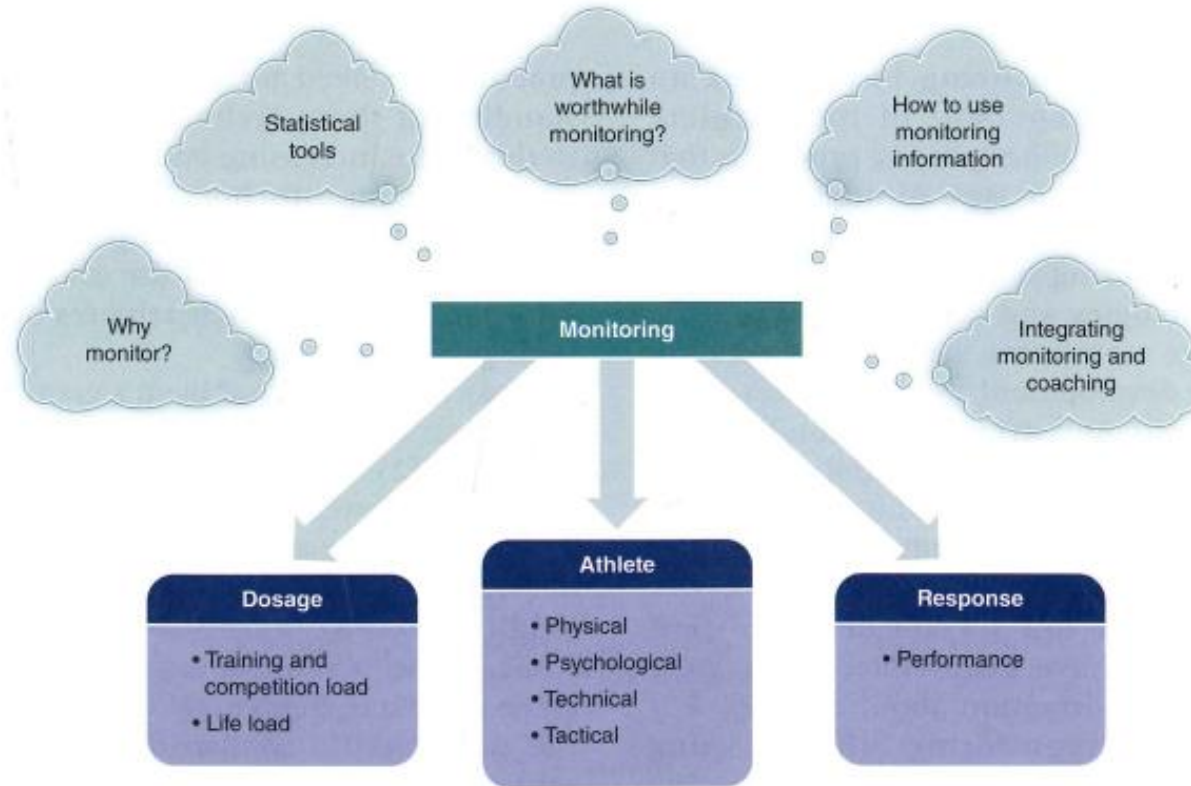 What is
worthwhile
monitoring?
Statistical
tools
How to use
monitoring
information
Why
monitor?
Monitoring
Integrating
monitoring and
coaching
Dosage
• Training and
competition load
• Life load
Athlete
• Physical
• Psychological
• Technical
• Tactical
Response
• Performance